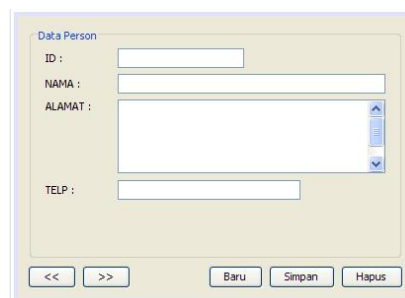 Data Person
ID :
NAMA :
ALAMAT :
TELP :
<< >> Baru Simpan Hapus